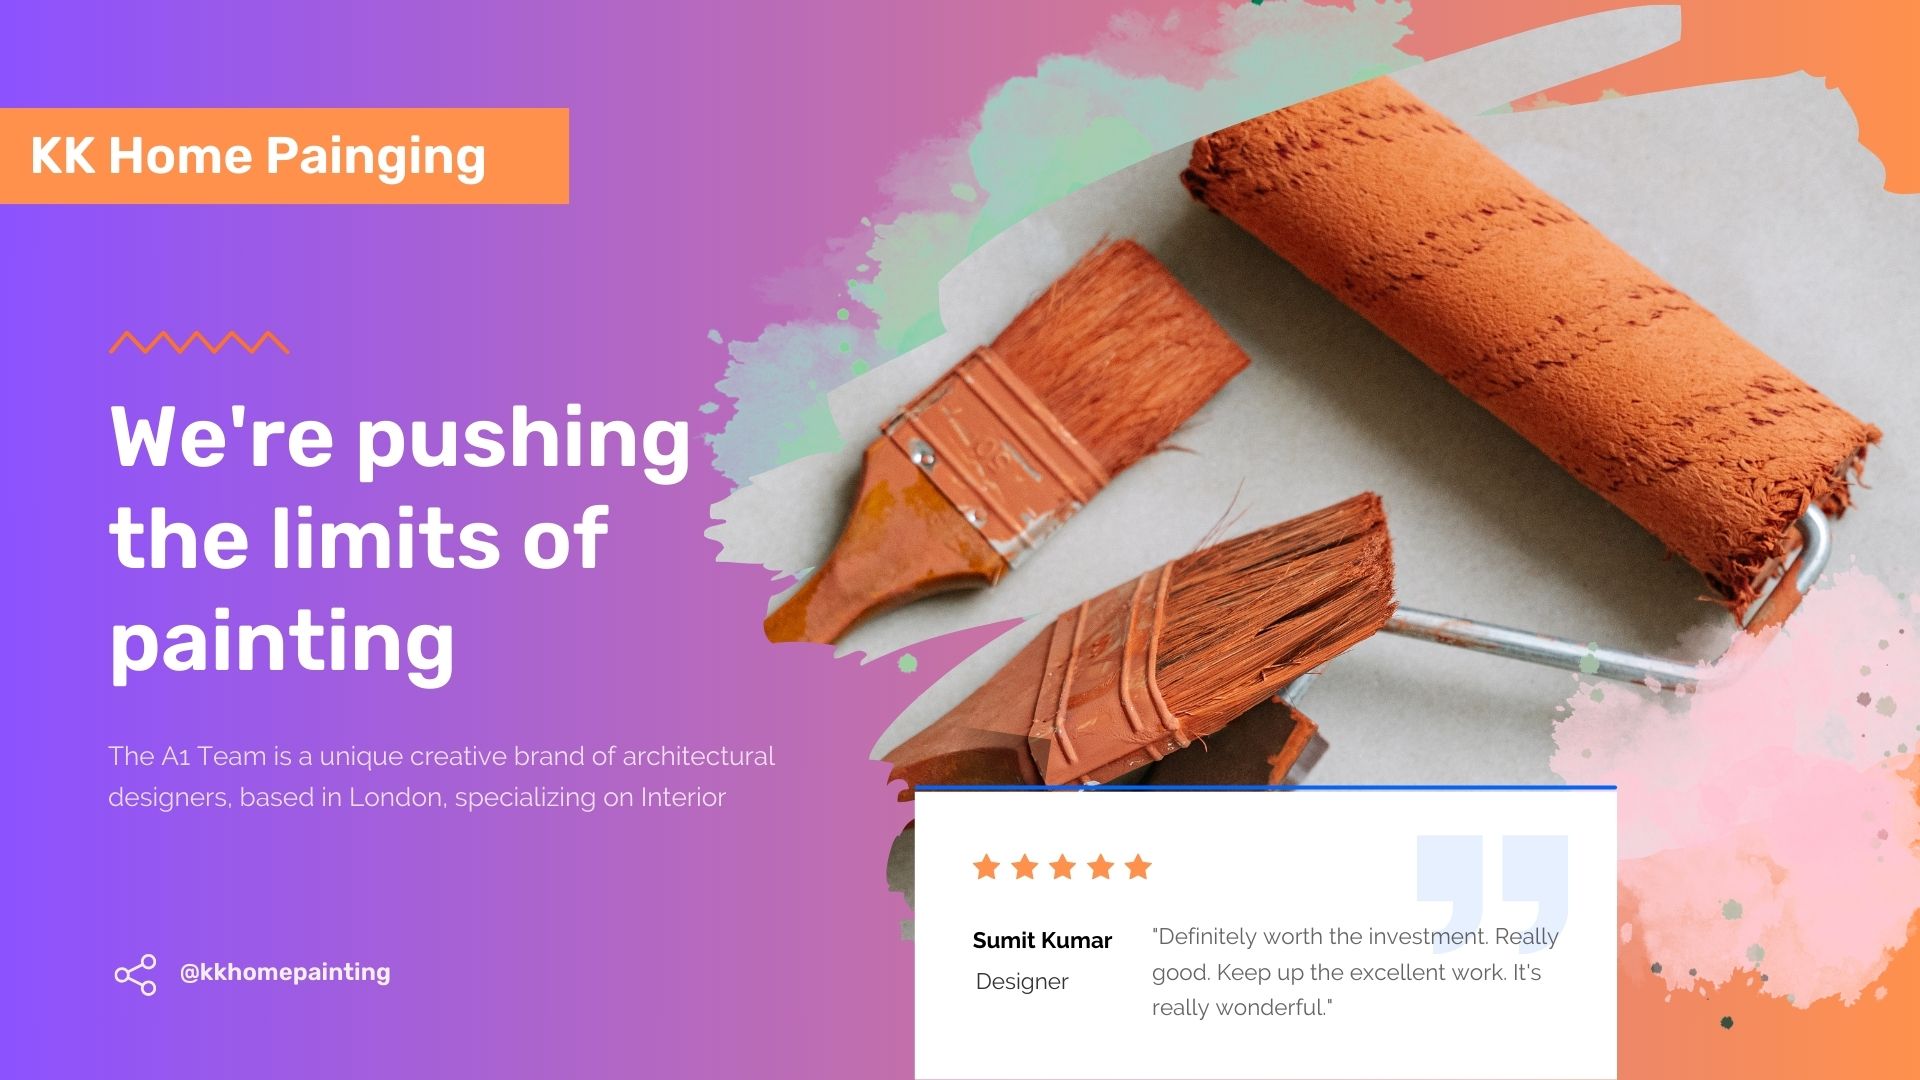 KK Home Painging
We're pushing
the limits of
painting
The A1 Team is a unique creative brand of architectural
designers, based in London, specializing on Interior
@kkhomepainting
Sumit Kumar
Designer
"Definitely worth the investment. Really
good. Keep up the excellent work. It's
really wonderful."